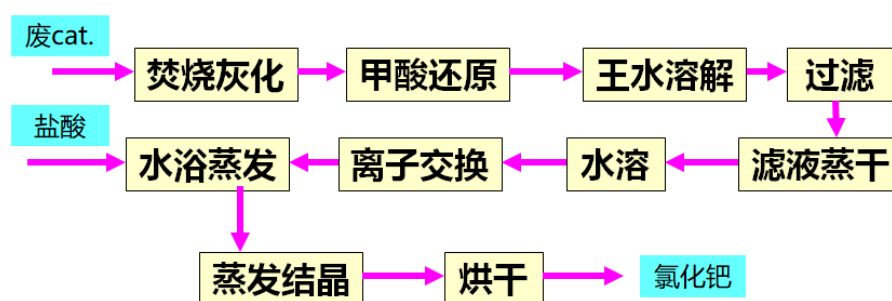 废cat.
焚烧灰化
甲酸还原
王水溶解
过滤
盐酸
水浴蒸发
离子交换
水溶
滤液蒸干
蒸发结晶
烘干
氯化钯